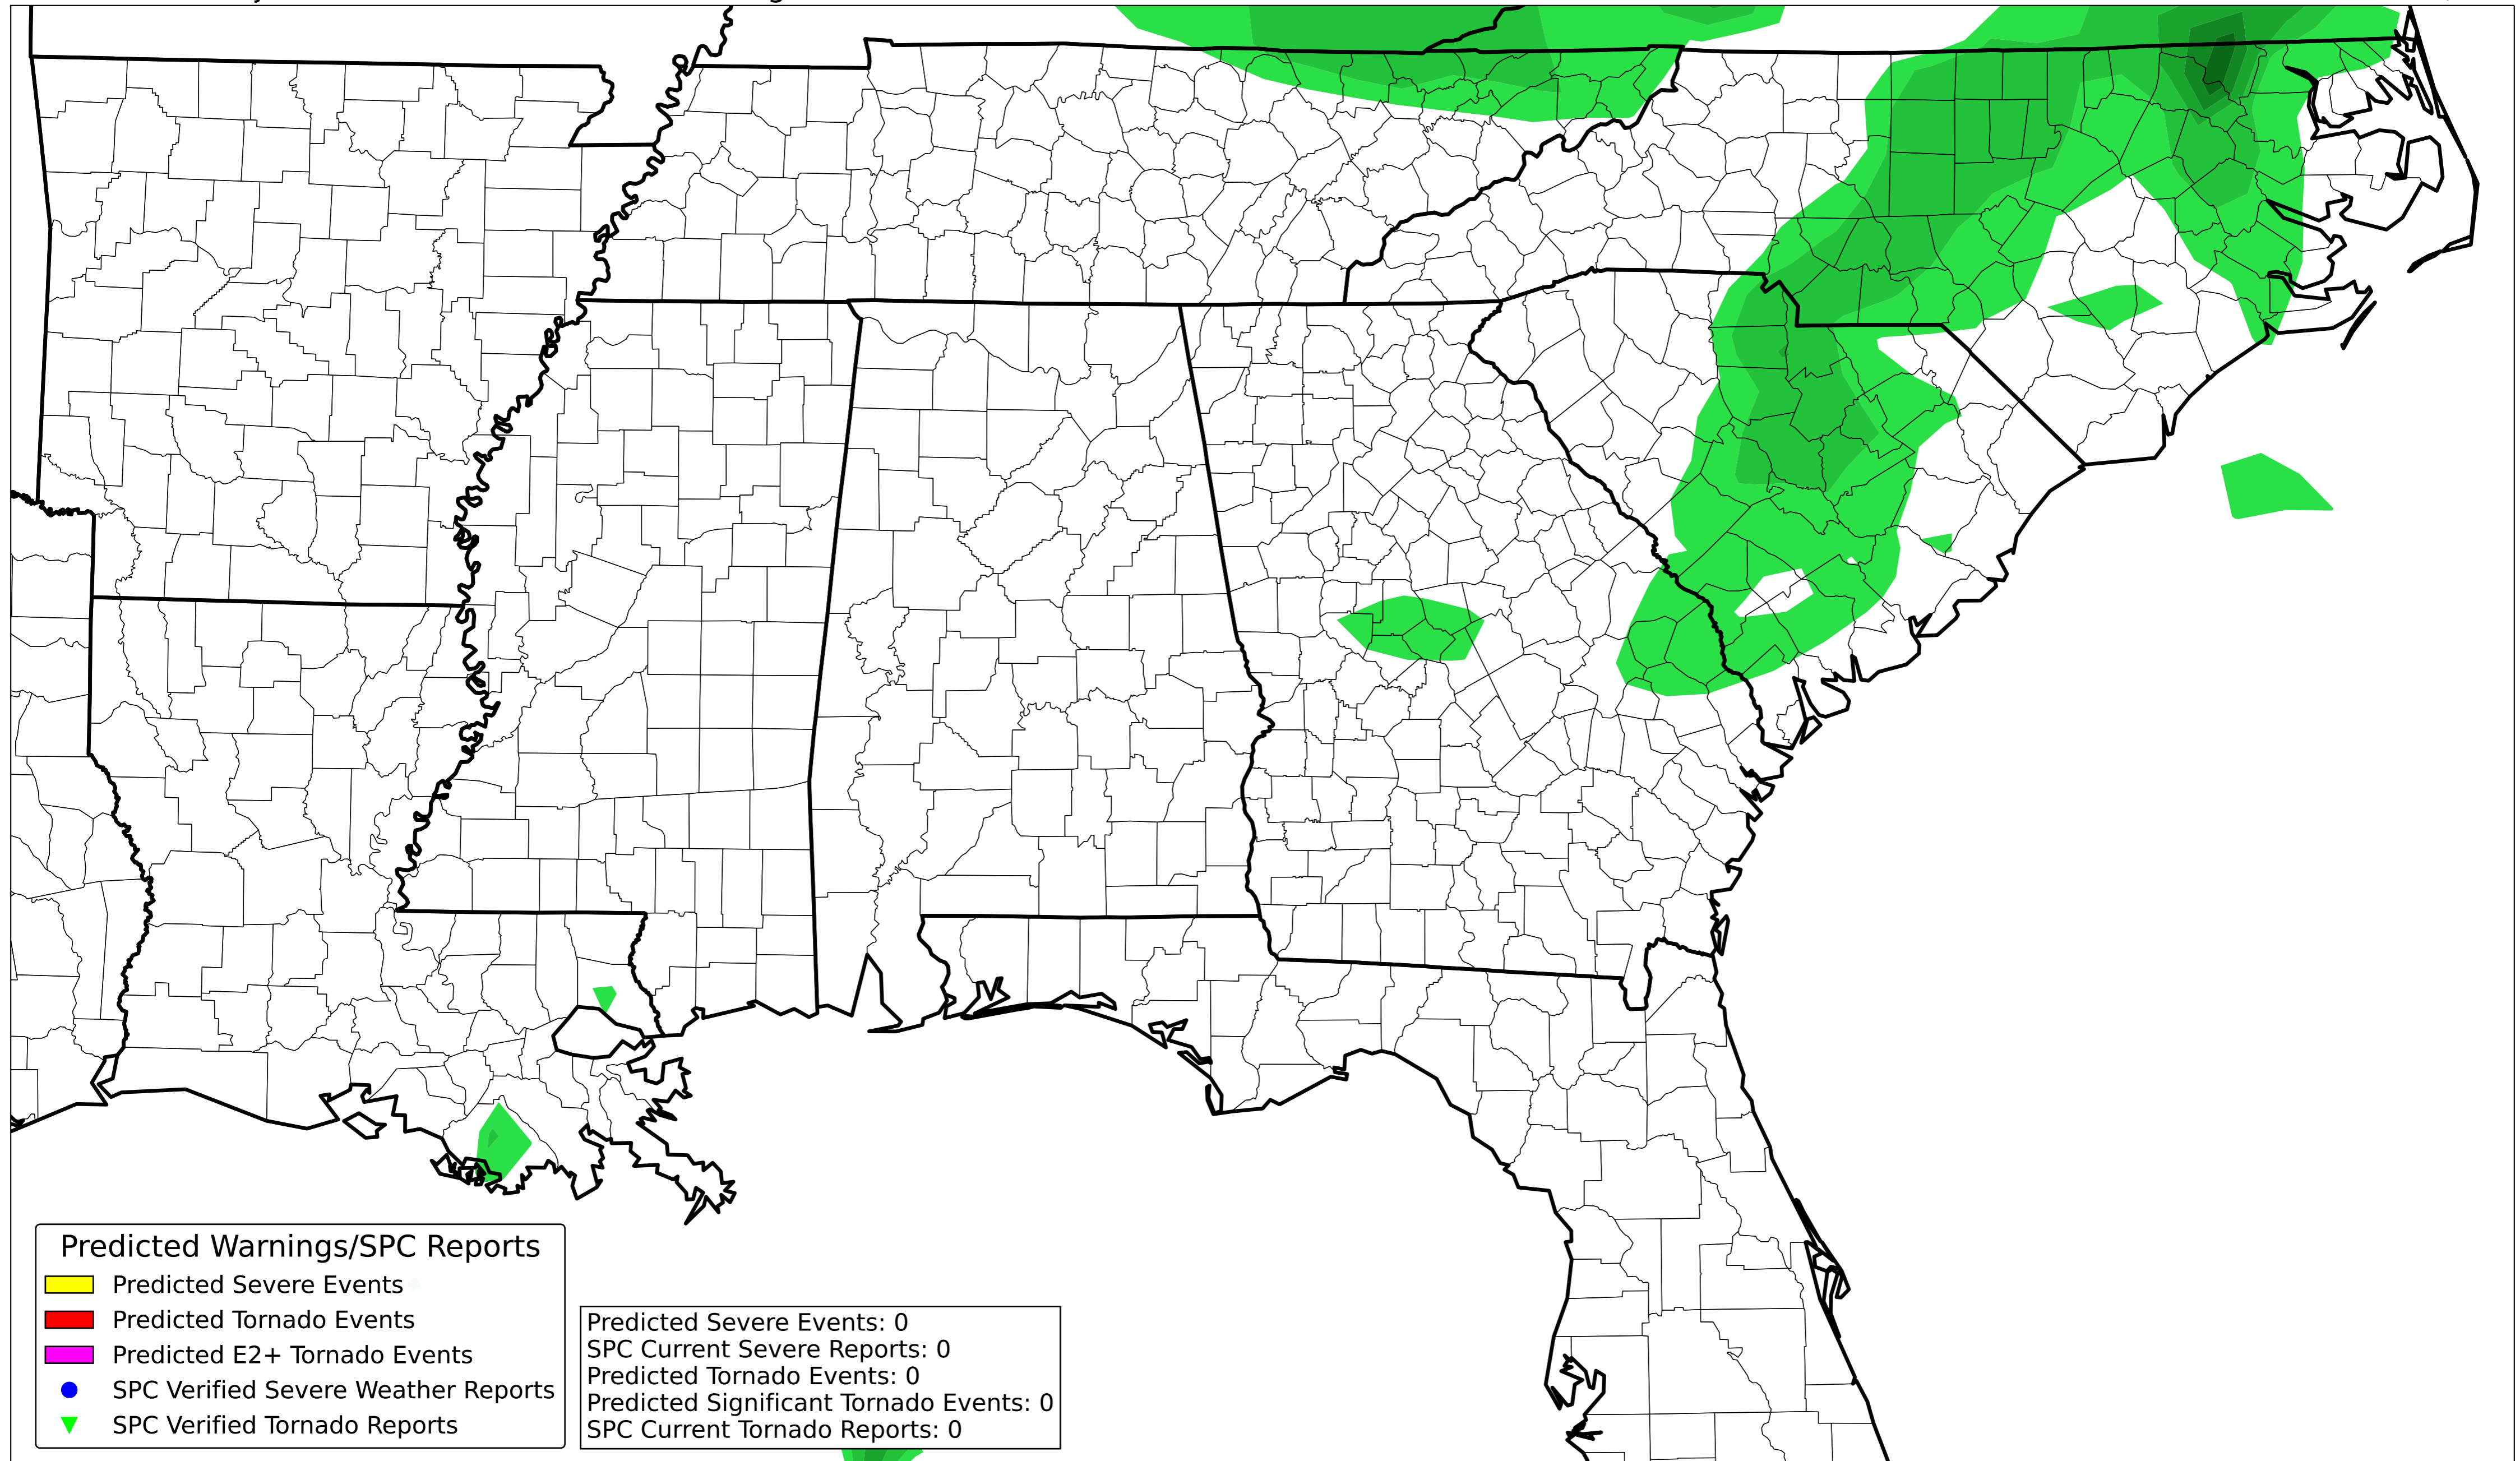 Predicted Warnings/SPC Reports
Predicted Severe Events
Predicted Tornado Events
Predicted E2+ Tornado Events
SPC Verified Severe Weather Reports
SPC Verified Tornado Reports
Predicted Severe Events: 0
SPC Current Severe Reports: 0
Predicted Tornado Events: 0
Predicted Significant Tornado Events: 0
SPC Current Tornado Reports: 0